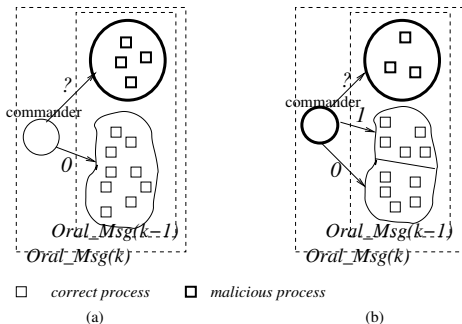 ?
commander
0
Oral_Msg(k−1)
Oral_Msg(k)
?
commander
1
0
Oral_Msg(k−1)
Oral_Msg(k)
correct process
malicious process
(a)
(b)